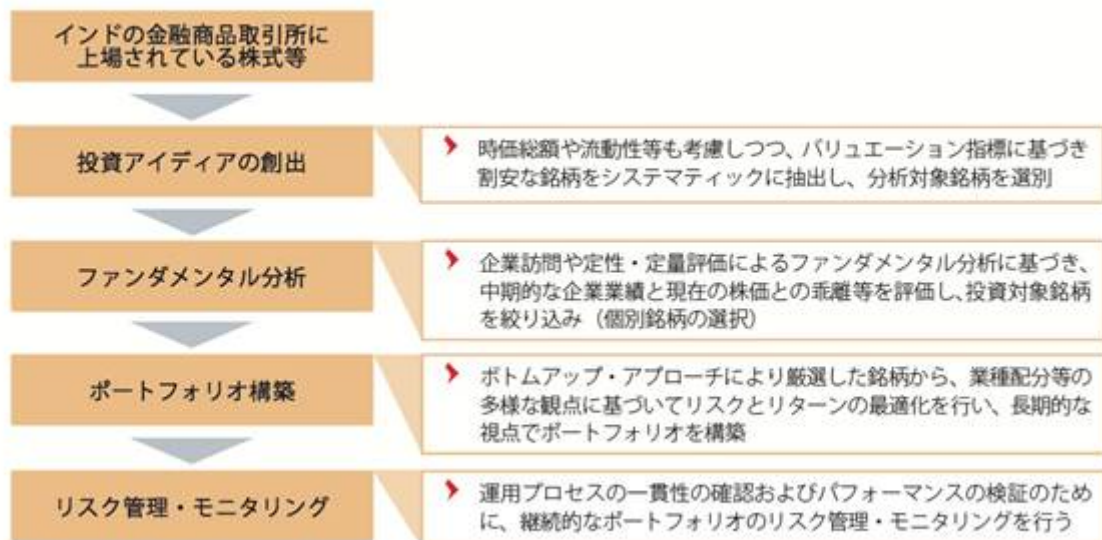 インドの金融商品取引所に
上場されている株式等
投資アイディアの創出
時価総額や流動性等も考慮しつつ、バリュエーション指標に基づき
割安な銘柄をシステマティックに抽出し、分析対象銘柄を選別
ファンダメンタル分析
企業訪問や定性・定量評価によるファンダメンタル分析に基づき、
中期的な企業業績と現在の株価との乖離等を評価し、投資対象銘柄
を絞り込み（個別銘柄の選択）
ポートフォリオ構築
ボトムアップ・アプローチにより厳選した銘柄から、業種配分等の
多様な観点に基づいてリスクとリターンの最適化を行い、長期的な
視点でポートフォリオを構築
リスク管理・モニタリング
運用プロセスの一貫性の確認およびパフォーマンスの検証のため
に、継続的なポートフォリオのリスク管理・モニタリングを行う